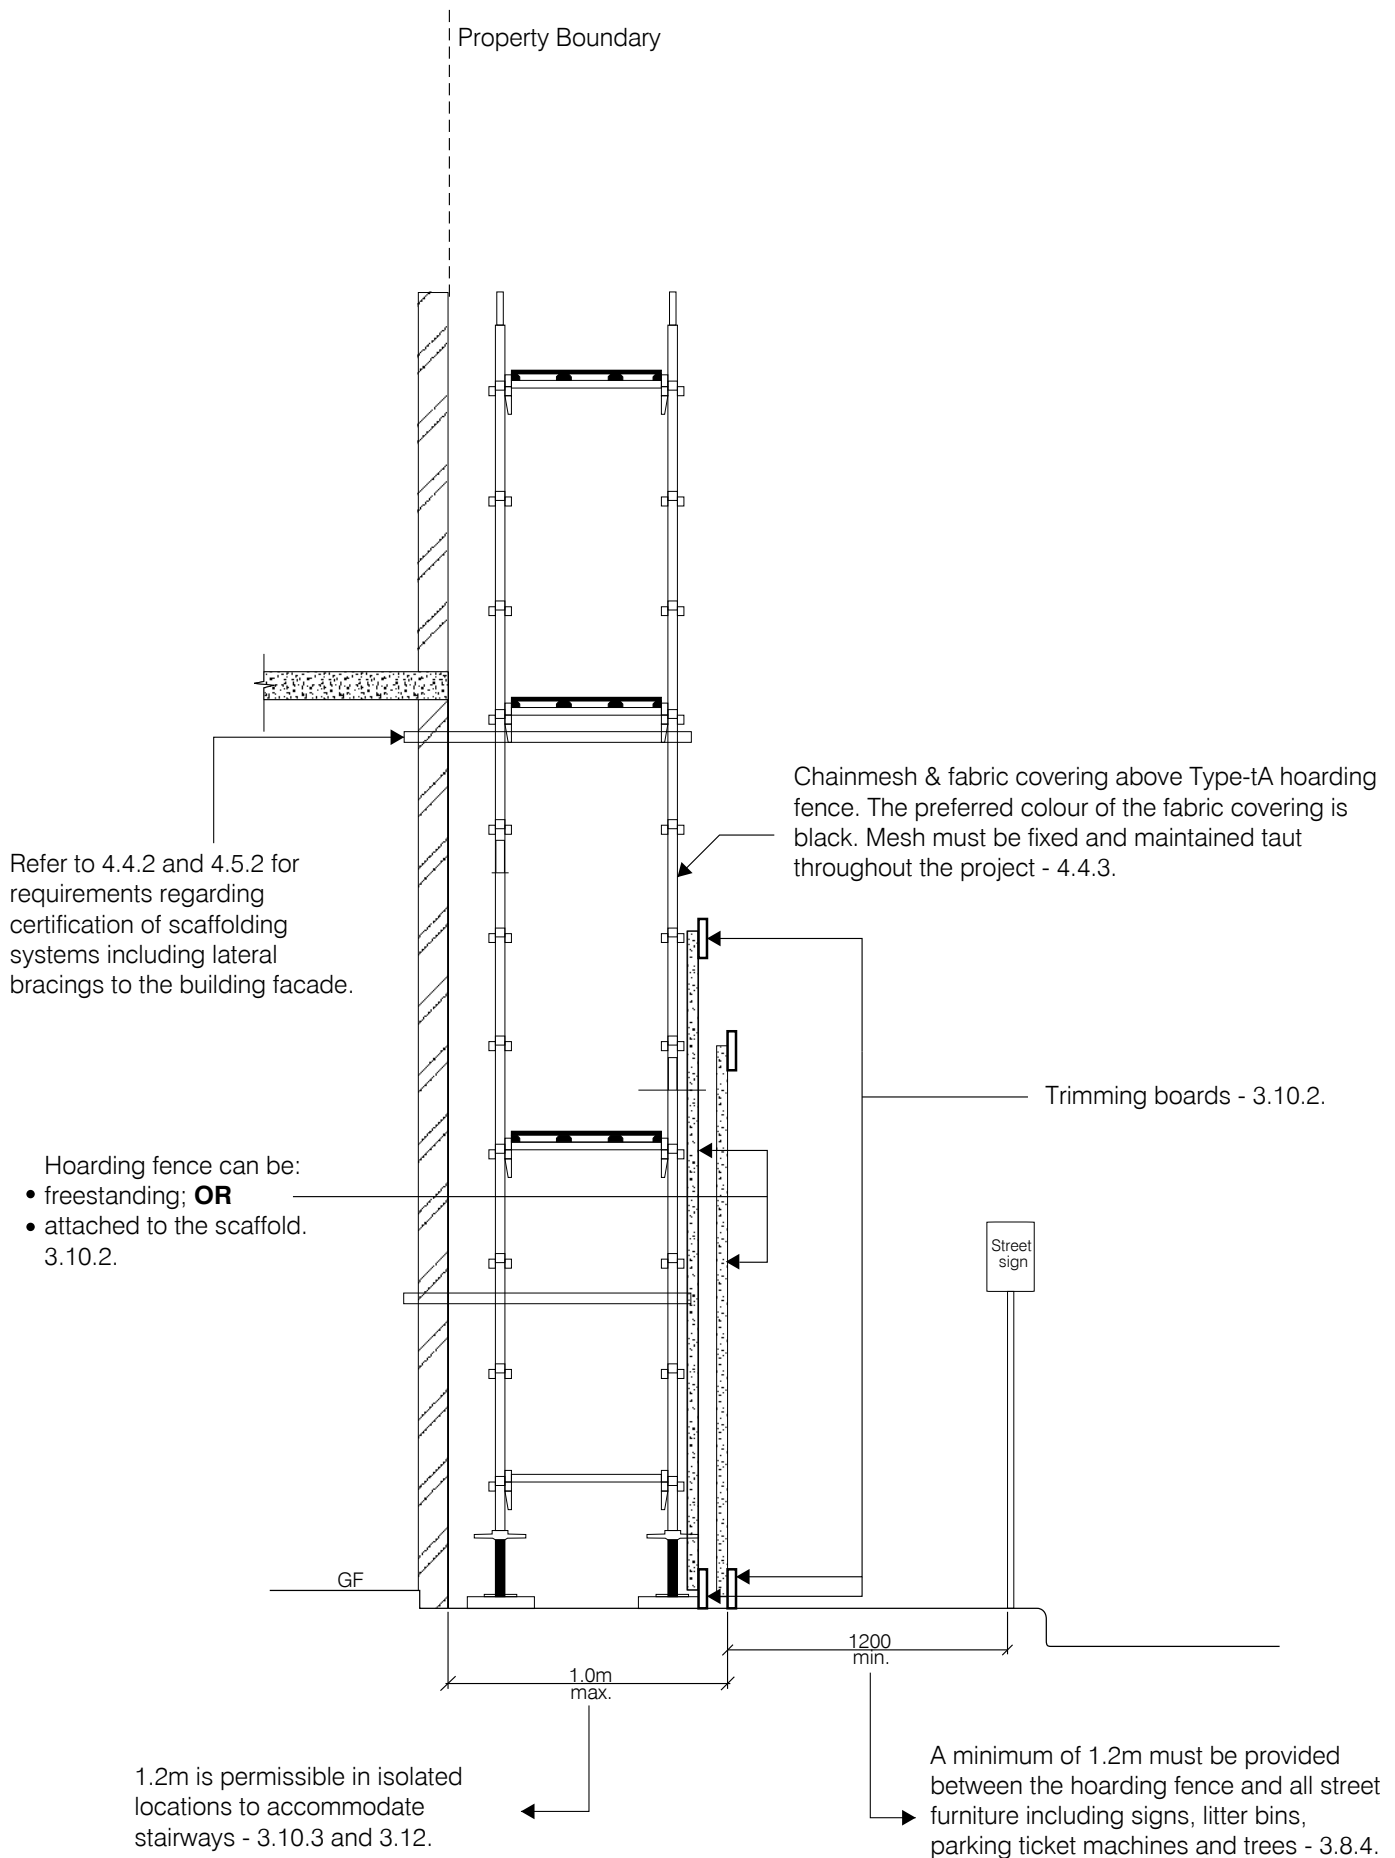 Property Boundary
Chainmesh & fabric covering above Type-tA hoarding
fence. The preferred colour of the fabric covering is
black. Mesh must be fixed and maintained taut
throughout the project - 4.4.3.
Refer to 4.4.2 and 4.5.2 for
requirements regarding
certification of scaffolding
systems including lateral
bracings to the building facade.
Trimming boards - 3.10.2.
Hoarding fence can be:
• freestanding; OR
• attached to the scaffold.
3.10.2.
Street
sign
GF
1200
min.
1.0m
max.
1.2m is permissible in isolated
locations to accommodate
stairways - 3.10.3 and 3.12.
A minimum of 1.2m must be provided
between the hoarding fence and all street
furniture including signs, litter bins,
parking ticket machines and trees - 3.8.4.